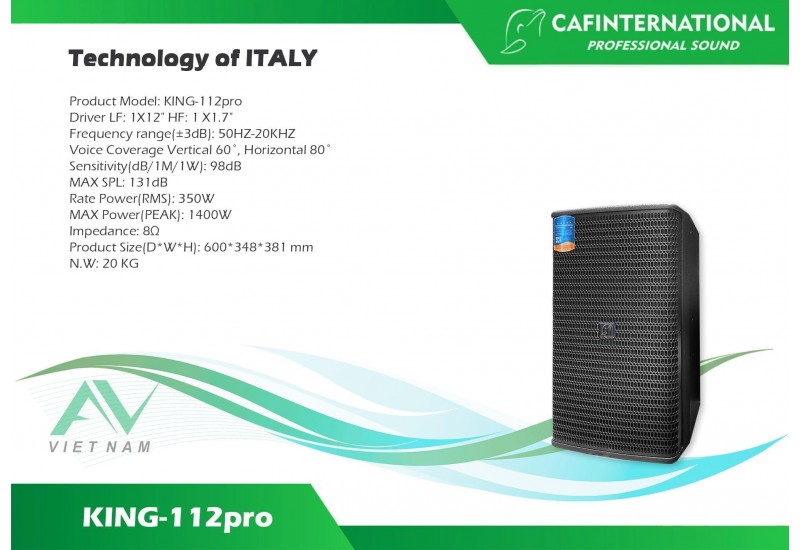 CAFINTERNATIONAL
PROFESSIONAL SOUND
Technology of ITALY
Product Model: KING-112pro
Driver LF: 1X12" HF: 1 X1.7"
Frequency range(±3dB): 50HZ-20KHZ
Voice Coverage Vertical 60°, Horizontal 80°
Sensitivity(dB/1M/1W): 98dB
MAX SPL: 131dB
Rate Power(RMS): 350W
MAX Power(PEAK): 1400W
Impedance: 8Ω
Product Size(D*W*H): 600*348*381 mm
N.W: 20 KG
AV
VIET NAM
KING-112pro